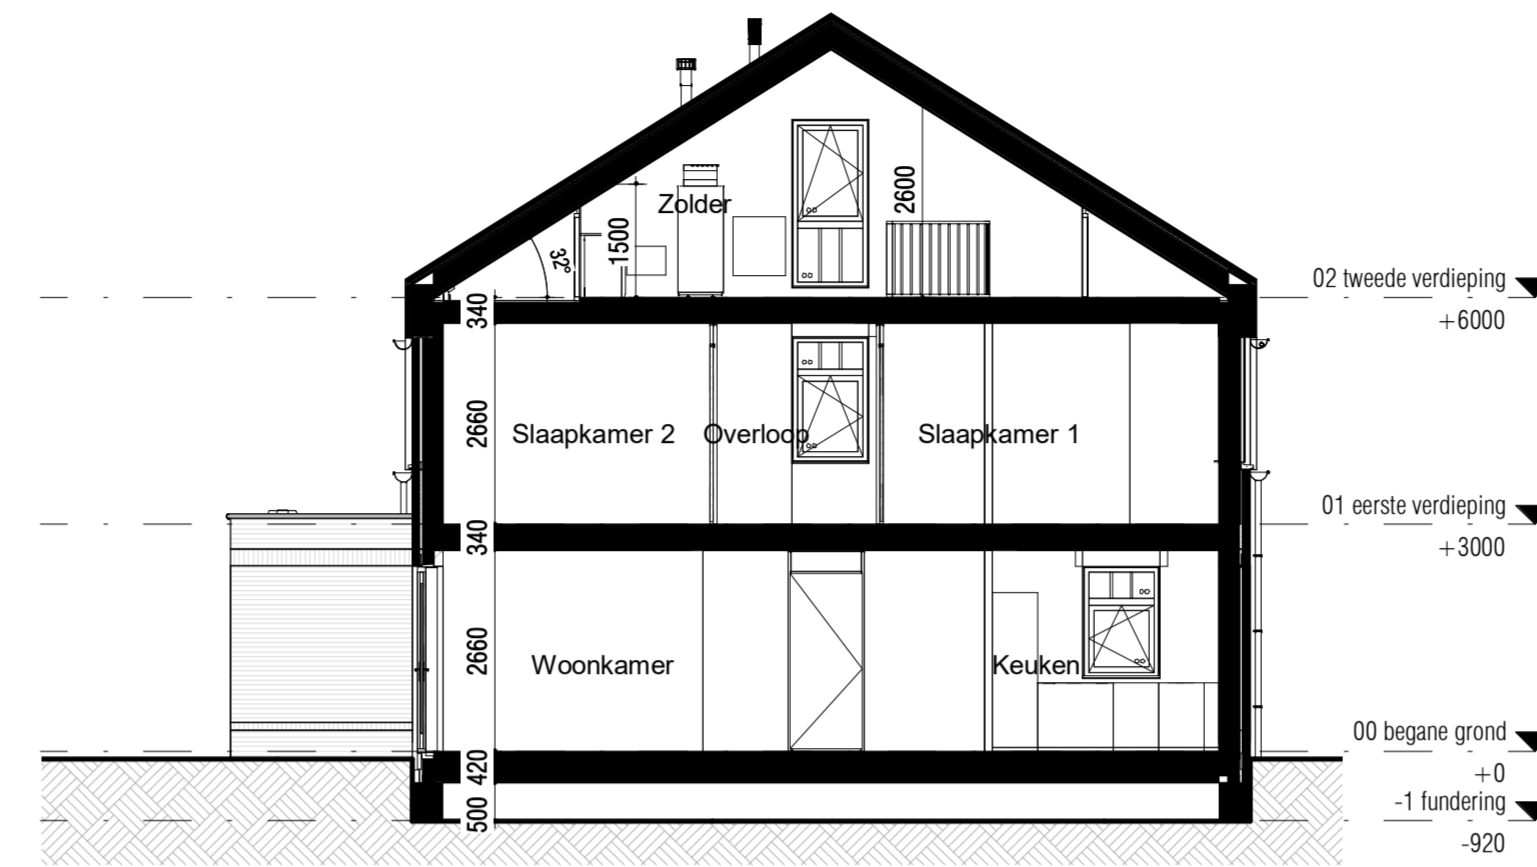 Zolder
2600
1500
32°
02 tweede verdieping
+6000
340
2660
Slaapkamer 2
Overloop
Slaapkamer 1
01 eerste verdieping
+3000
340
2660
Woonkamer
Keuken
00 begane grond
+0
420
-1 fundering
500
-920